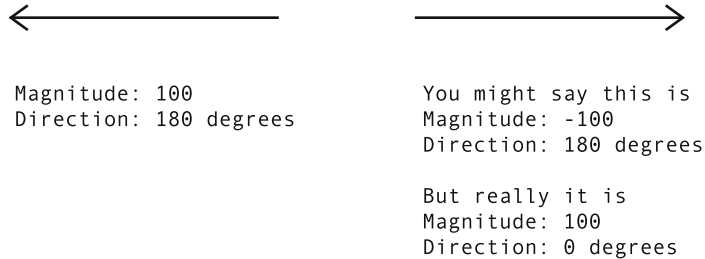 Magnitude: 100
Direction: 180 degrees
You might say this is
Magnitude: -100
Direction: 180 degrees
But really it is
Magnitude: 100
Direction: 0 degrees